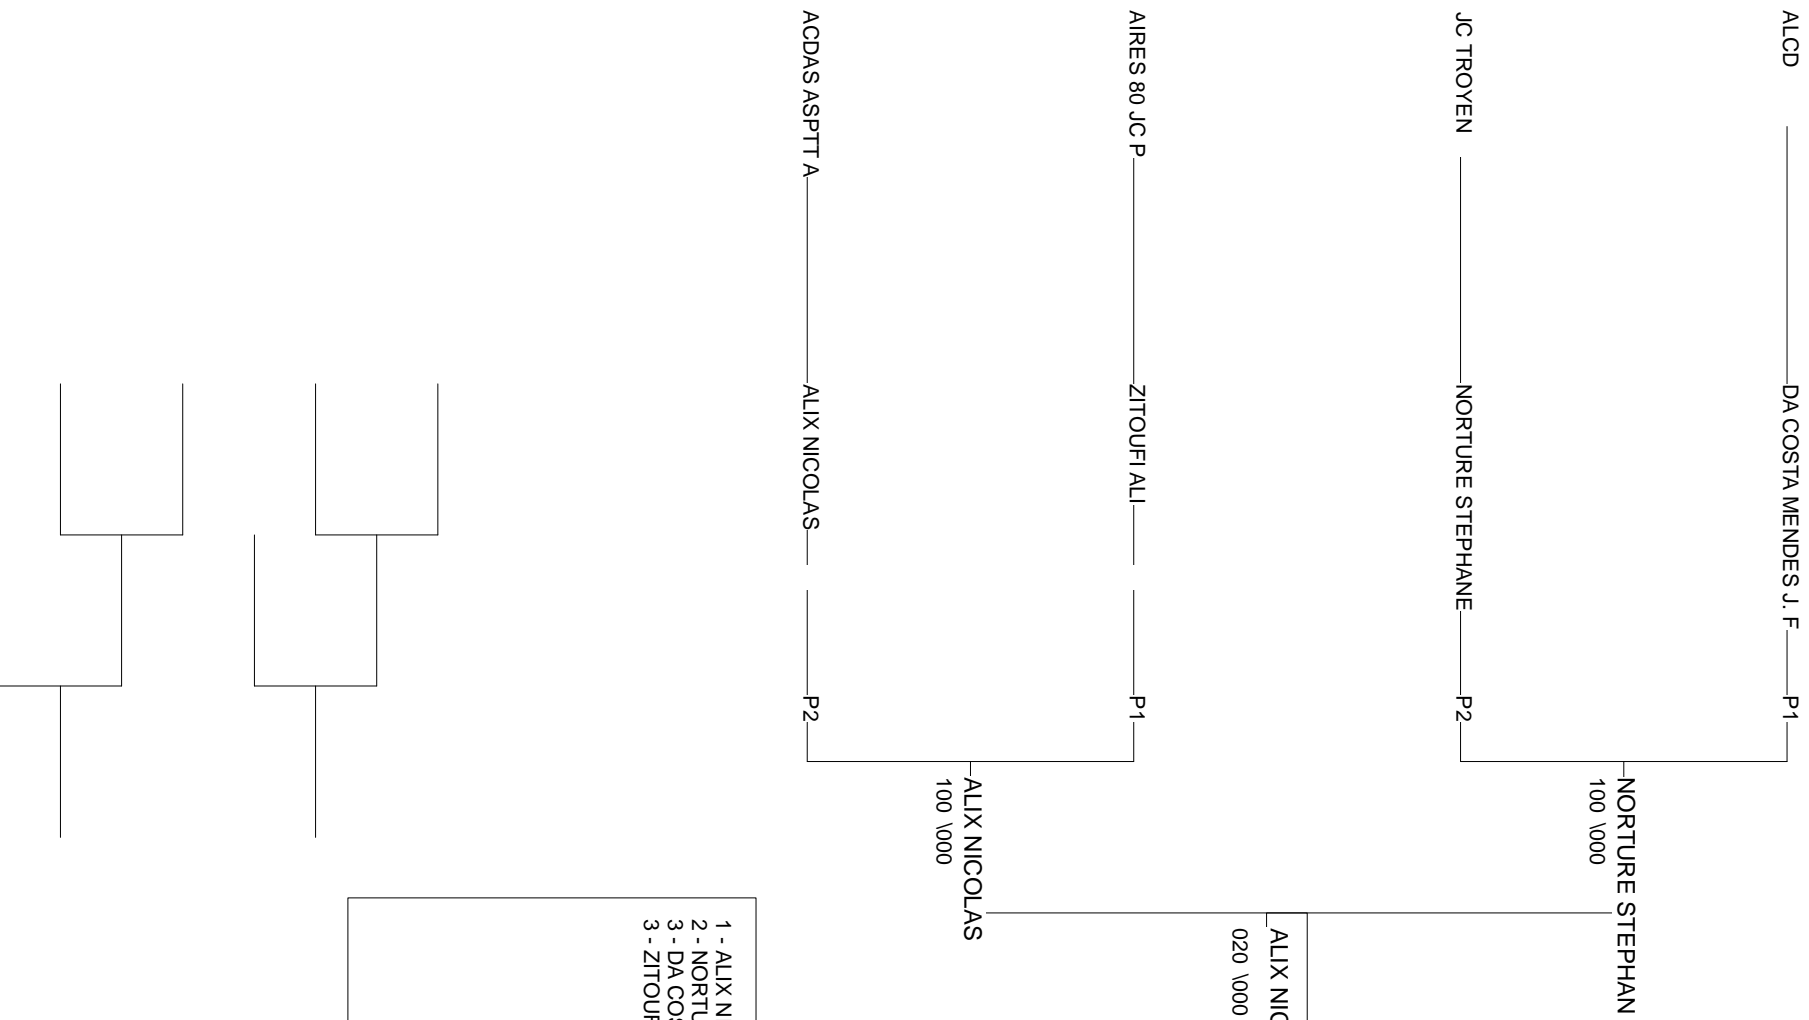 ALCD DA COSTA MENDES J. F P1
NORTURE STEPHAN
100 \000
JC TROYEN NORTURE STEPHANE P2
ALIX NIC
020 \000
AIRES 80 JC P ZITOUFI ALI P1
ALIX NICOLAS
100 \000
ACDAS ASPTT A ALIX NICOLAS P2
1 - ALIX N
2 - NORTU
3 - DA COS
3 - ZITOUF